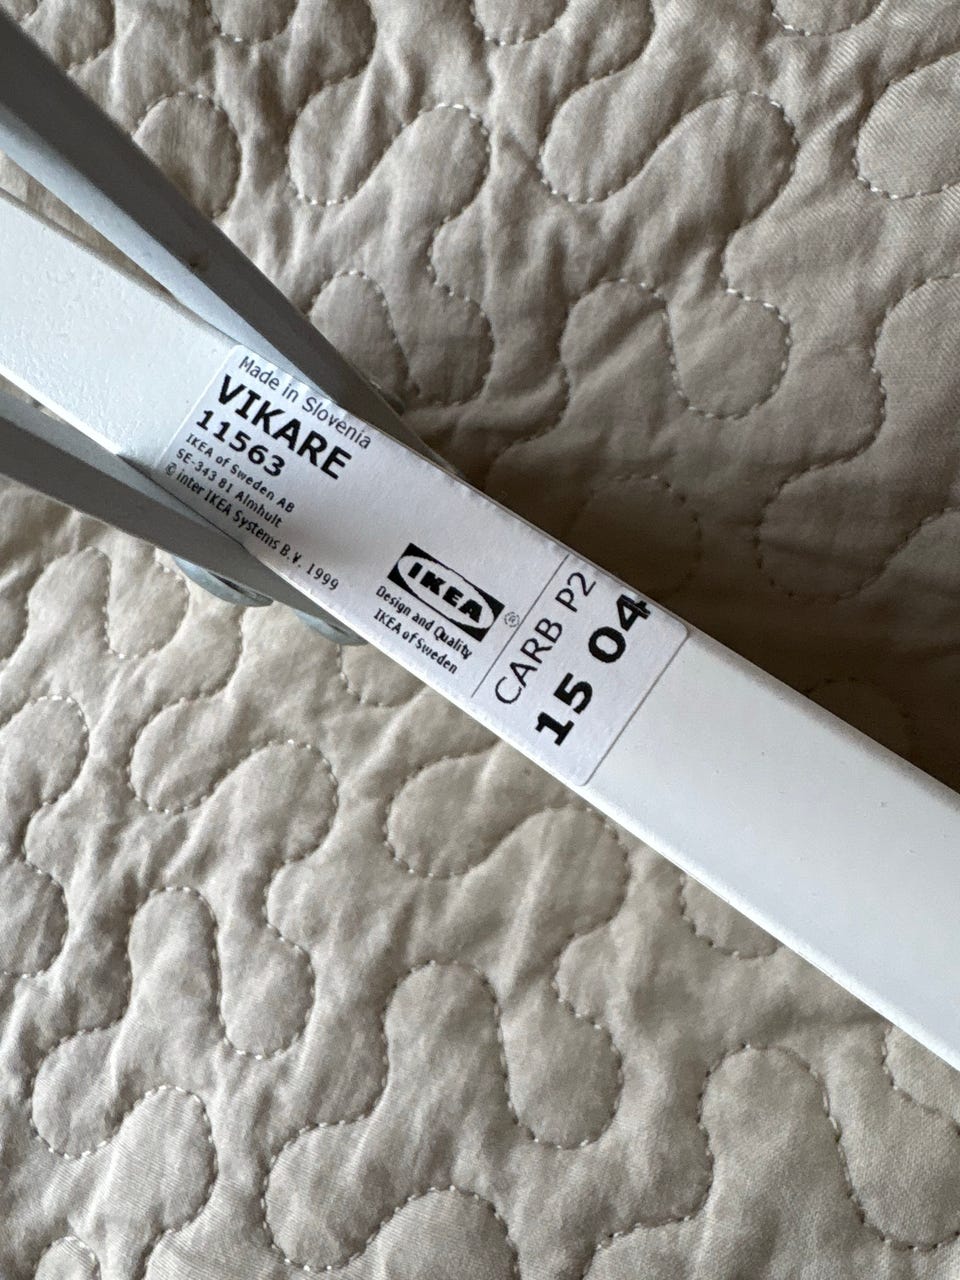 Made in Slovenia
VIKARE
11563
IKEA of Sweden AB
SE-343 81 Älmhult
© inter IKEA Systems B.V. 1999
IKEA ®
Design and Quality
IKEA of Sweden
CARB P2
15 04